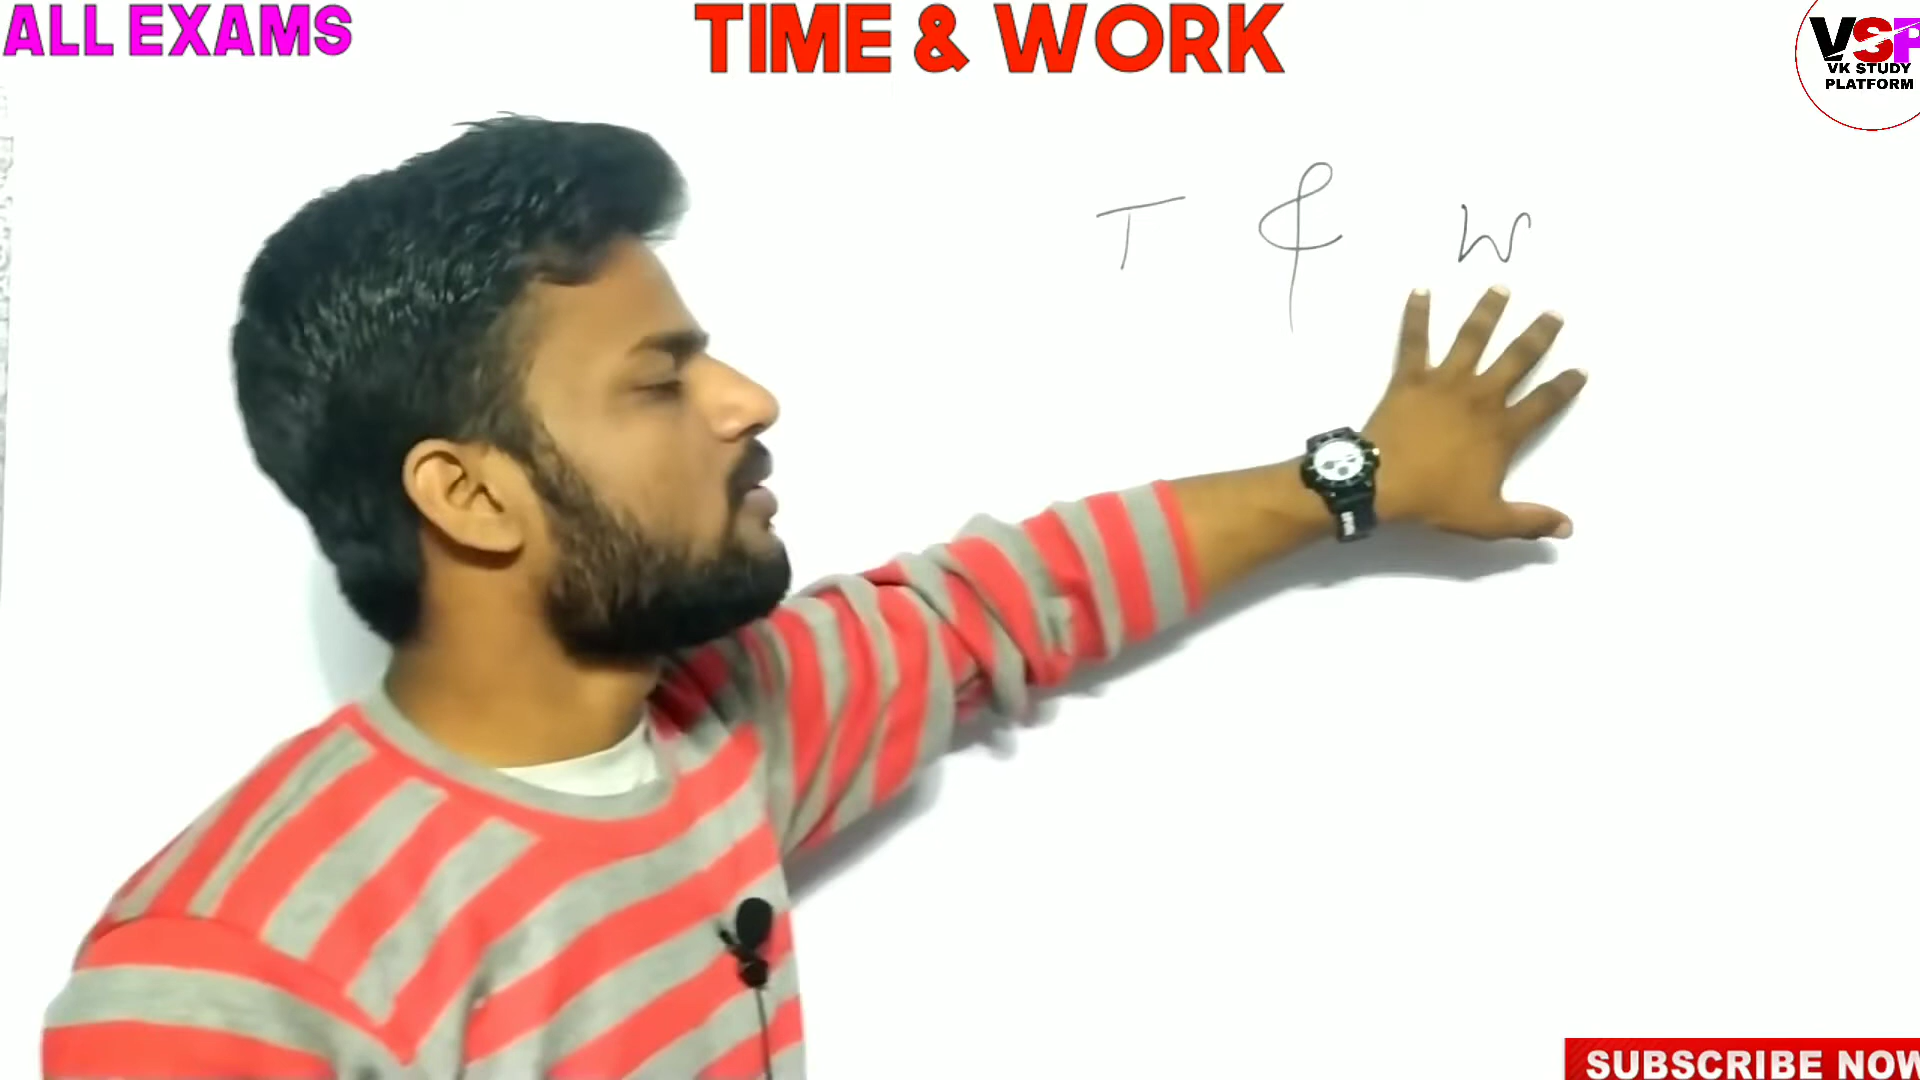 ALL EXAMS
TIME & WORK
VSP
VK STUDY
PLATFORM
T & W
SUBSCRIBE NOW